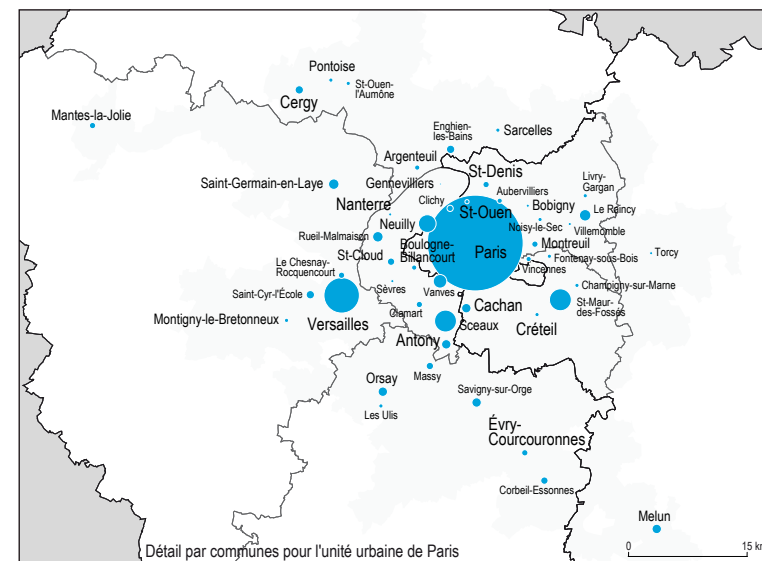 Pontoise
St-Ouen-
l'Aumône
Cergy
Mantes-la-Jolie
Enghien-
les-Bains
Sarcelles
Argenteuil
St-Denis
Saint-Germain-en-Laye
Gennevilliers
Aubervilliers
Livry-
Gargan
Clichy
Nanterre
St-Ouen
Bobigny
Le Raincy
Neuilly
Noisy-le-Sec
Villemomble
Rueil-Malmaison
Boulogne-
Billancourt
Paris
Montreuil
St-Cloud
Fontenay-sous-Bois
Torcy
Le Chesnay-
Rocquencourt
Vincennes
Sèvres
Vanves
Champigny-sur-Marne
Saint-Cyr-l'École
St-Maur-
des-Fossés
Clamart
Cachan
Montigny-le-Bretonneux
Versailles
Sceaux
Créteil
Antony
Massy
Orsay
Savigny-sur-Orge
Les Ulis
Évry-
Courcouronnes
Corbeil-Essonnes
Melun
Détail par communes pour l'unité urbaine de Paris
0 15 km